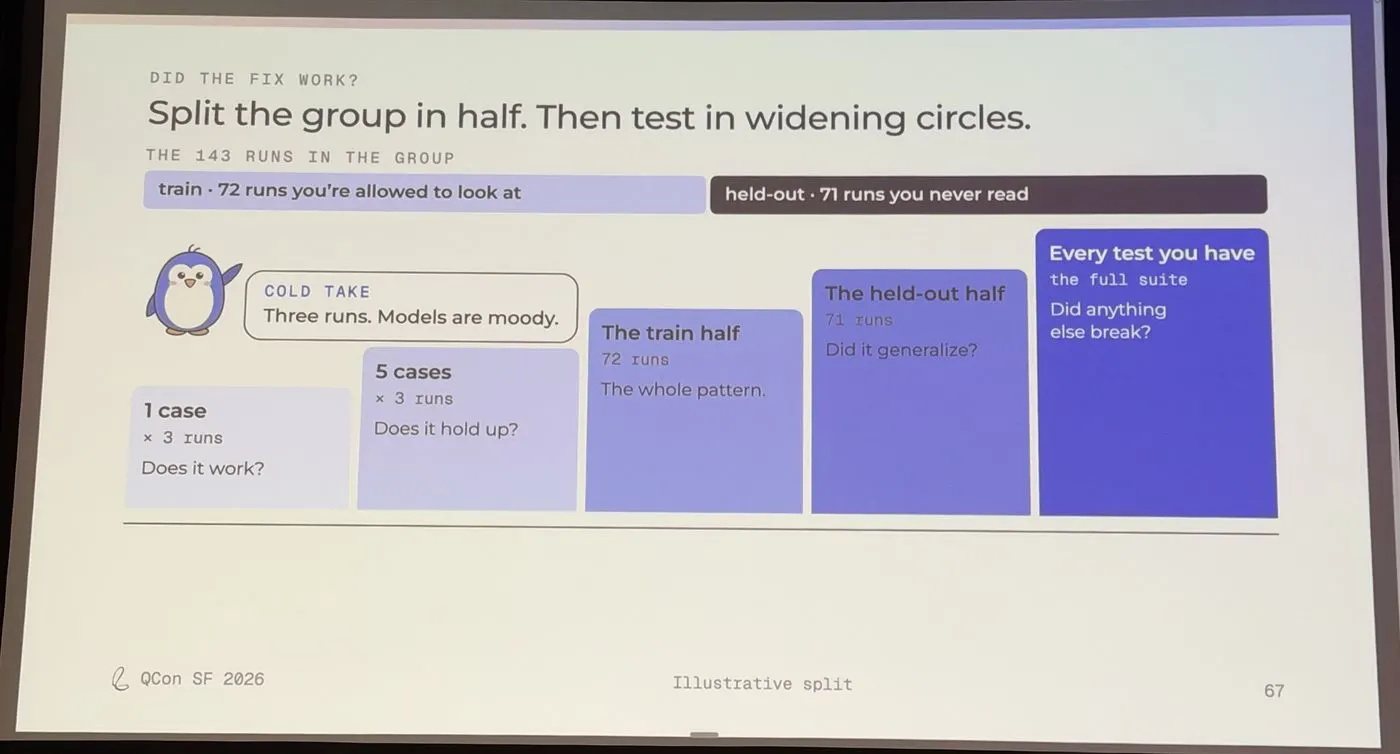 DID THE FIX WORK?
Split the group in half. Then test in widening circles.
THE 143 RUNS IN THE GROUP
train · 72 runs you're allowed to look at
held-out · 71 runs you never read
COLD TAKE
Three runs. Models are moody.
1 case
× 3 runs
Does it work?
5 cases
× 3 runs
Does it hold up?
The train half
72 runs
The whole pattern.
The held-out half
71 runs
Did it generalize?
Every test you have
the full suite
Did anything
else break?
QCon SF 2026
Illustrative split
67